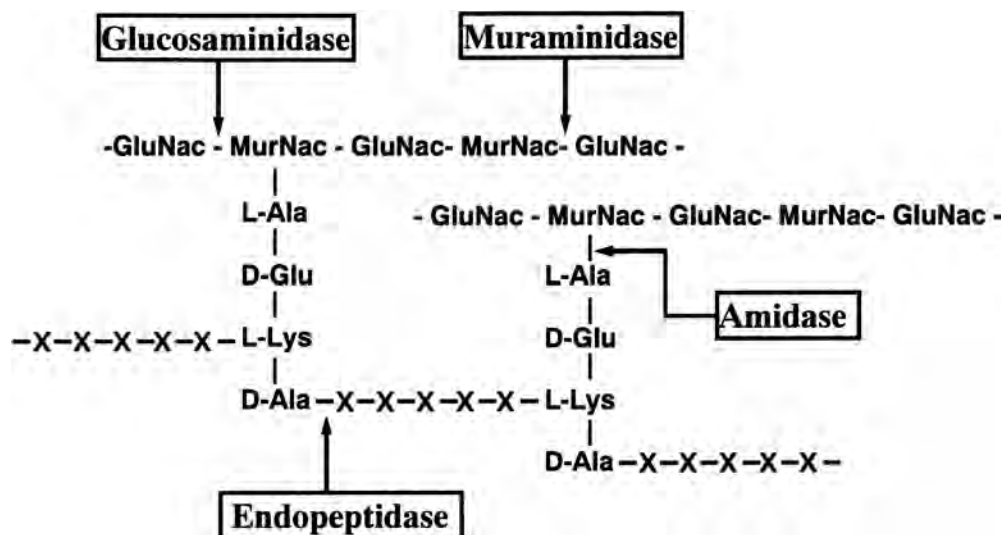 Glucosaminidase
Muraminidase
-GluNac - MurNac - GluNac- MurNac- GluNac -
L-Ala
- GluNac - MurNac - GluNac- MurNac- GluNac -
D-Glu
L-Ala
Amidase
–X–X–X–X–X–L-Lys
D-Glu
D-Ala–X–X–X–X–X–L-Lys
D-Ala–X–X–X–X–X–
Endopeptidase